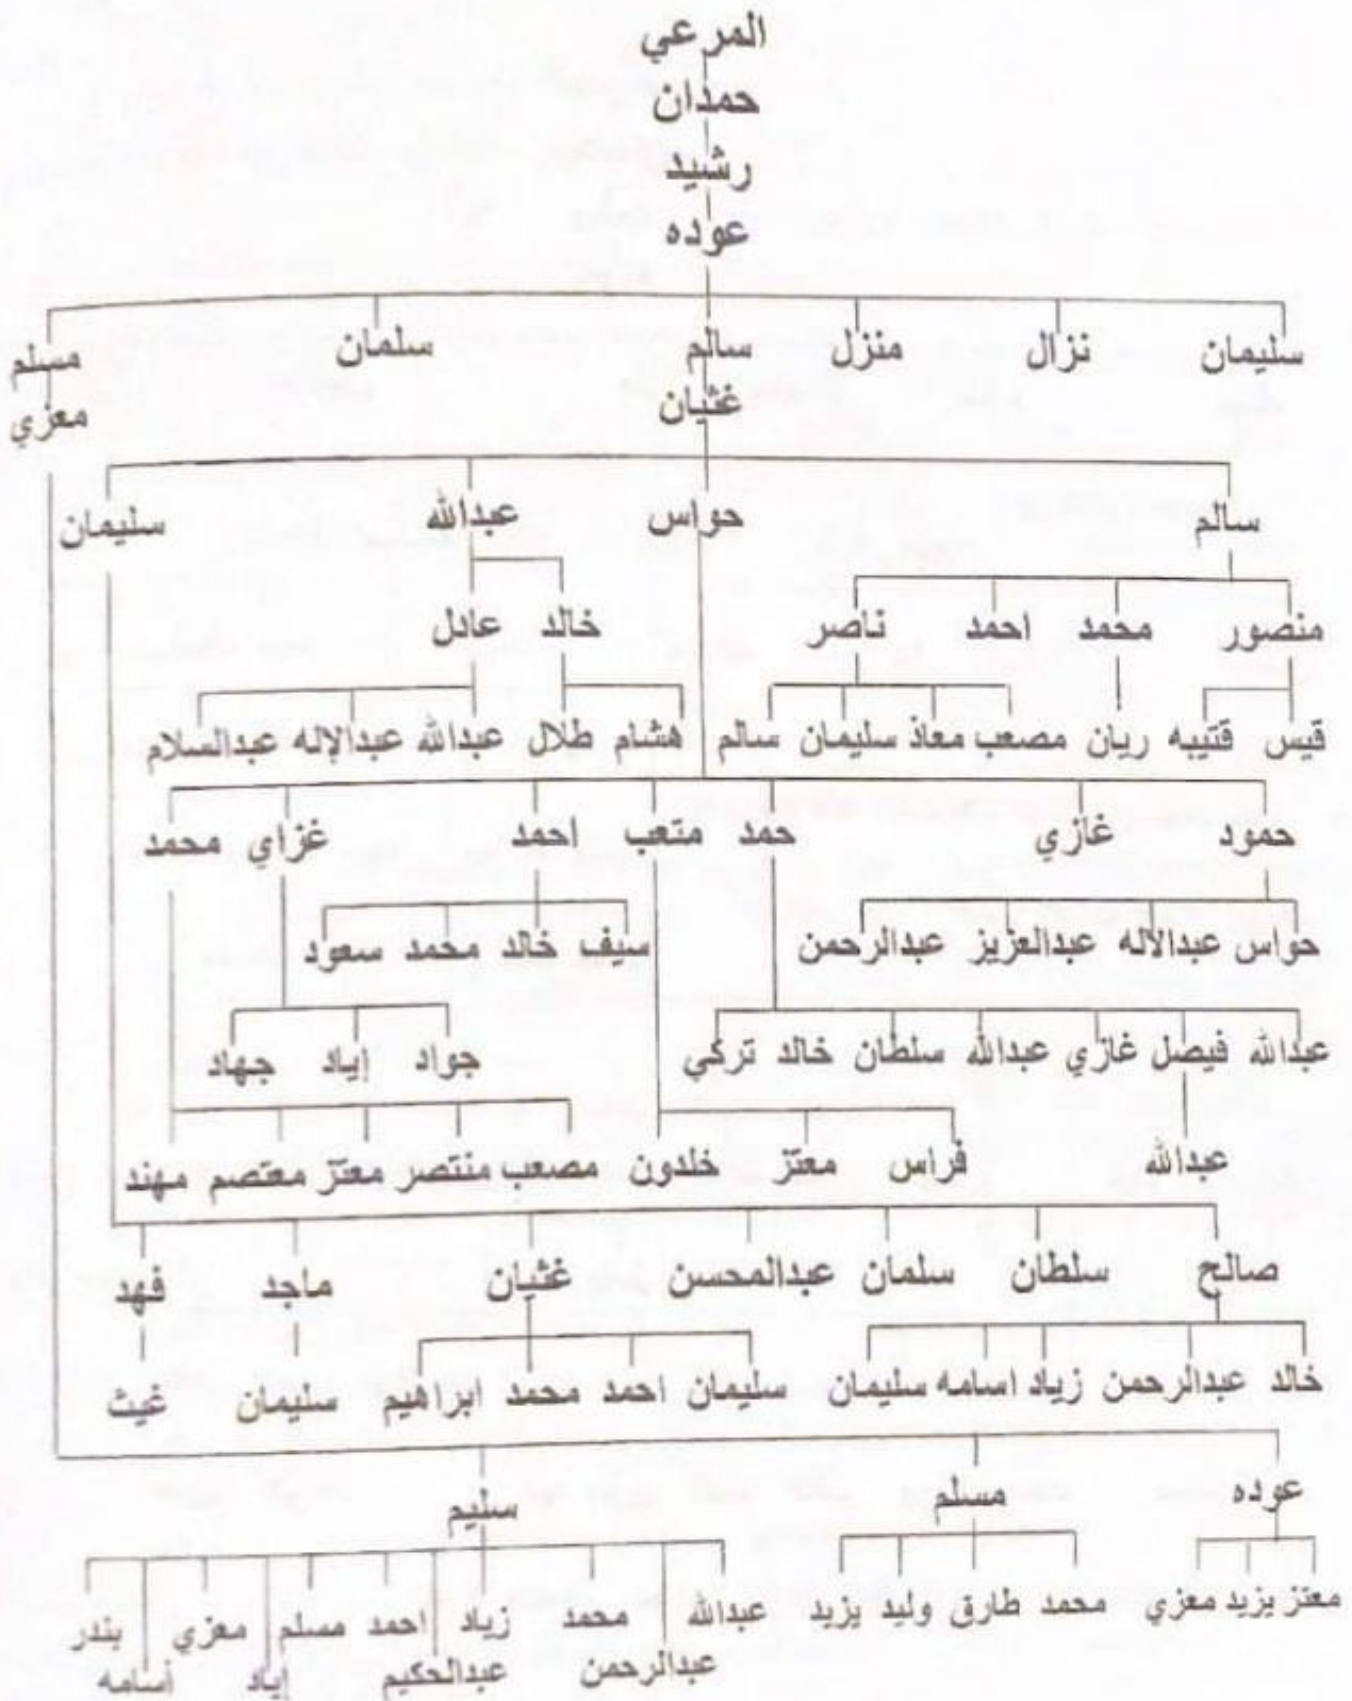 المرعي
حمدان
رشيد
عوده
سليمان نزال منزل سالم سلمان مسلم
غثيان معزي
سالم حواس عبدالله سليمان
منصور محمد احمد ناصر خالد عادل
قيس قتيبه ريان مصعب معاذ سليمان سالم هشام طلال عبدالله عبدالإله عبدالسلام
حمود غازي حمد متعب احمد غزاي محمد
حواس عبدالاله عبدالعزيز عبدالرحمن سيف خالد محمد سعود
عبدالله فيصل غازي عبدالله سلطان خالد تركي جواد إياد جهاد
عبدالله فراس معتز خلدون مصعب منتصر معتز معتصم مهند
صالح سلطان سلمان عبدالمحسن غثيان ماجد فهد
خالد عبدالرحمن زياد اسامه سليمان سليمان احمد محمد ابراهيم سليمان غيث
عوده مسلم سليم
معتز يزيد معزي محمد طارق وليد يزيد عبدالله محمد زياد احمد مسلم معزي بندر
عبدالرحمن عبدالحكيم إياد أسامه